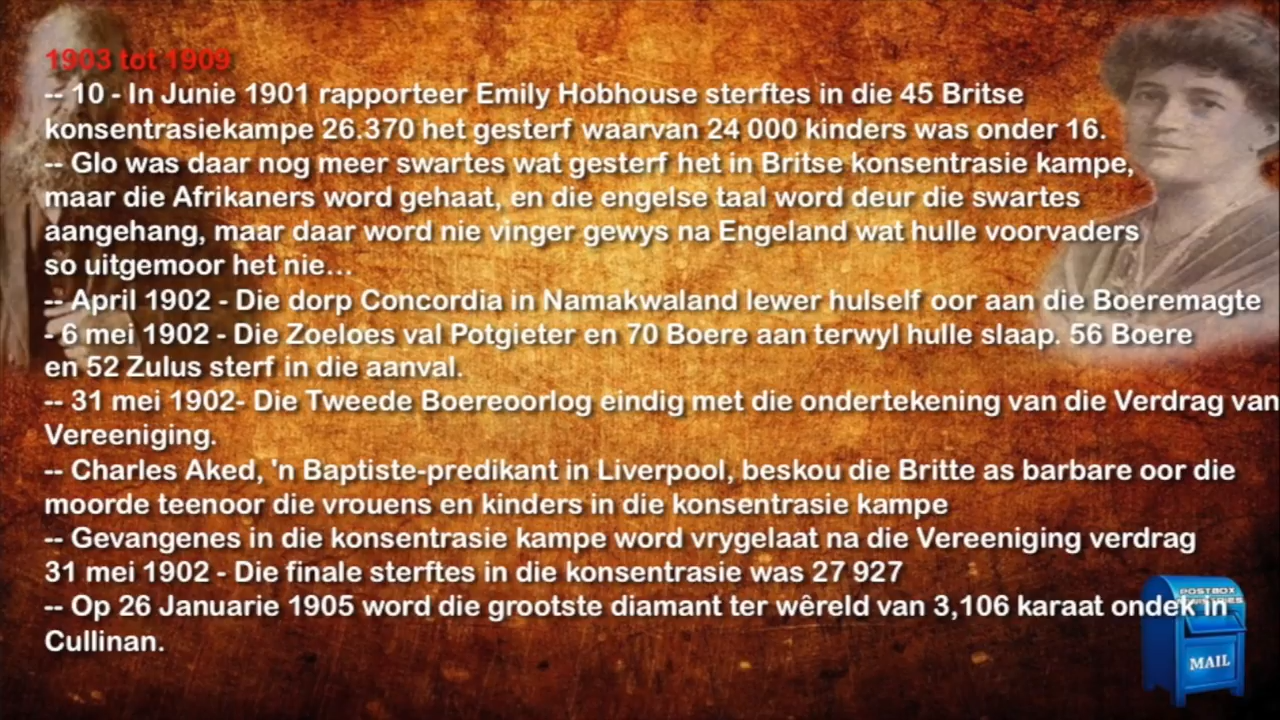 1903 tot 1909
-- 10 - In Junie 1901 rapporteer Emily Hobhouse sterftes in die 45 Britse
konsentrasiekampe 26.370 het gesterf waarvan 24 000 kinders was onder 16.
-- Glo was daar nog meer swartes wat gesterf het in Britse konsentrasie kampe,
maar die Afrikaners word gehaat, en die engelse taal word deur die swartes
aangehang, maar daar word nie vinger gewys na Engeland wat hulle voorvaders
so uitgemoor het nie...
-- April 1902 - Die dorp Concordia in Namakwaland lewer hulself oor aan die Boeremagte
- 6 mei 1902 - Die Zoeloes val Potgieter en 70 Boere aan terwyl hulle slaap. 56 Boere
en 52 Zulus sterf in die aanval.
-- 31 mei 1902- Die Tweede Boereoorlog eindig met die ondertekening van die Verdrag van
Vereeniging.
-- Charles Aked, 'n Baptiste-predikant in Liverpool, beskou die Britte as barbare oor die
moorde teenoor die vrouens en kinders in die konsentrasie kampe
-- Gevangenes in die konsentrasie kampe word vrygelaat na die Vereeniging verdrag
31 mei 1902 - Die finale sterftes in die konsentrasie was 27 927
-- Op 26 Januarie 1905 word die grootste diamant ter wêreld van 3,106 karaat ondek in
Cullinan.
POSTBOX
MINISTRIES
MAIL